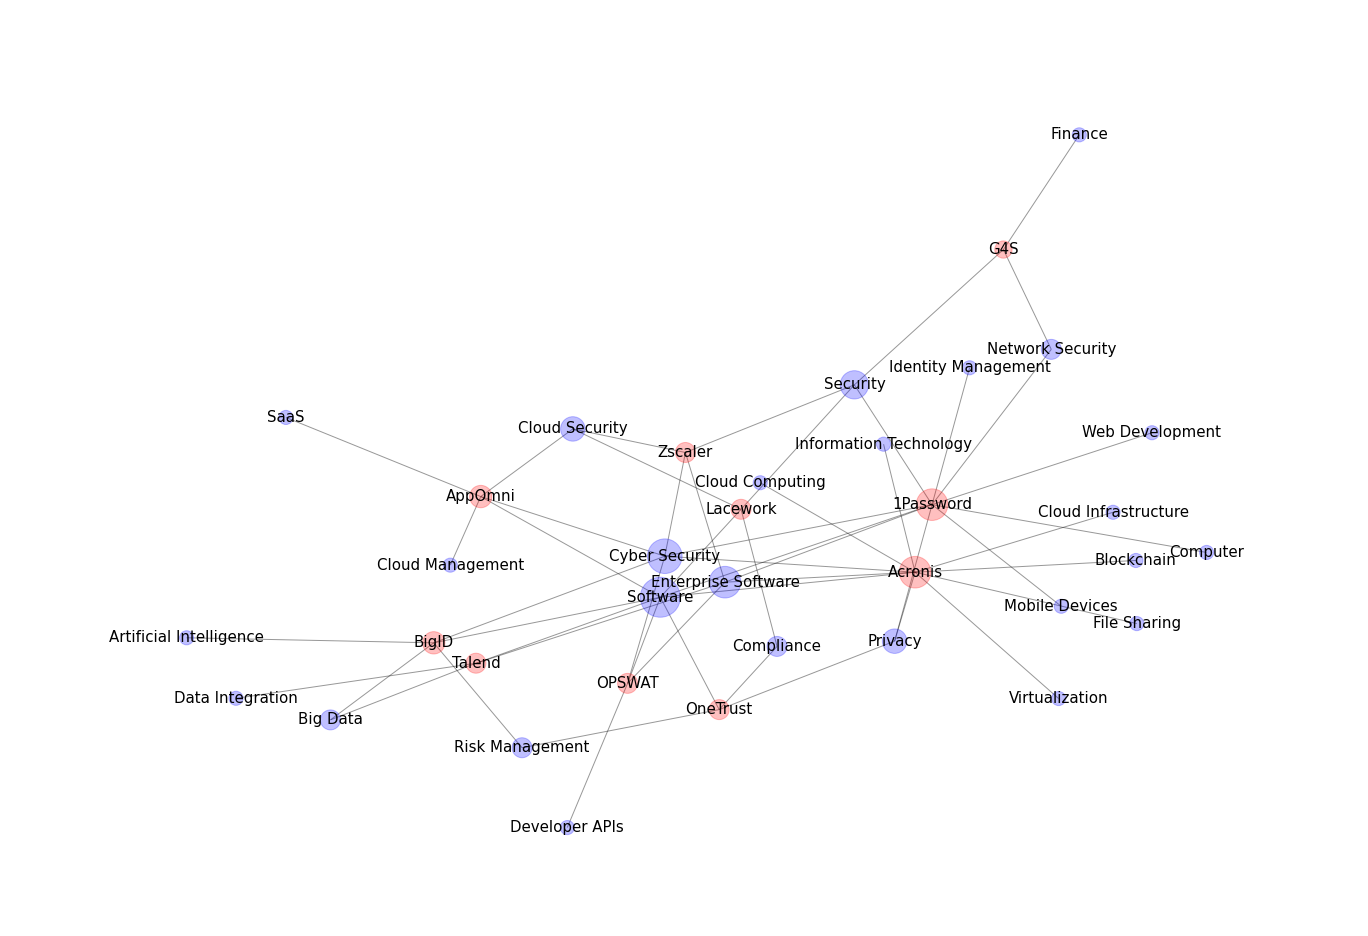 Finance
G4S
Network Security
Identity Management
Security
SaaS
Cloud Security
Web Development
Information Technology
Zscaler
Cloud Computing
AppOmni
1Password
Lacework
Cloud Infrastructure
Computer
Cyber Security
Blockchain
Cloud Management
Acronis
Enterprise Software
Software
Mobile Devices
File Sharing
Artificial Intelligence
BigID
Privacy
Compliance
Talend
OPSWAT
Data Integration
Virtualization
OneTrust
Big Data
Risk Management
Developer APIs